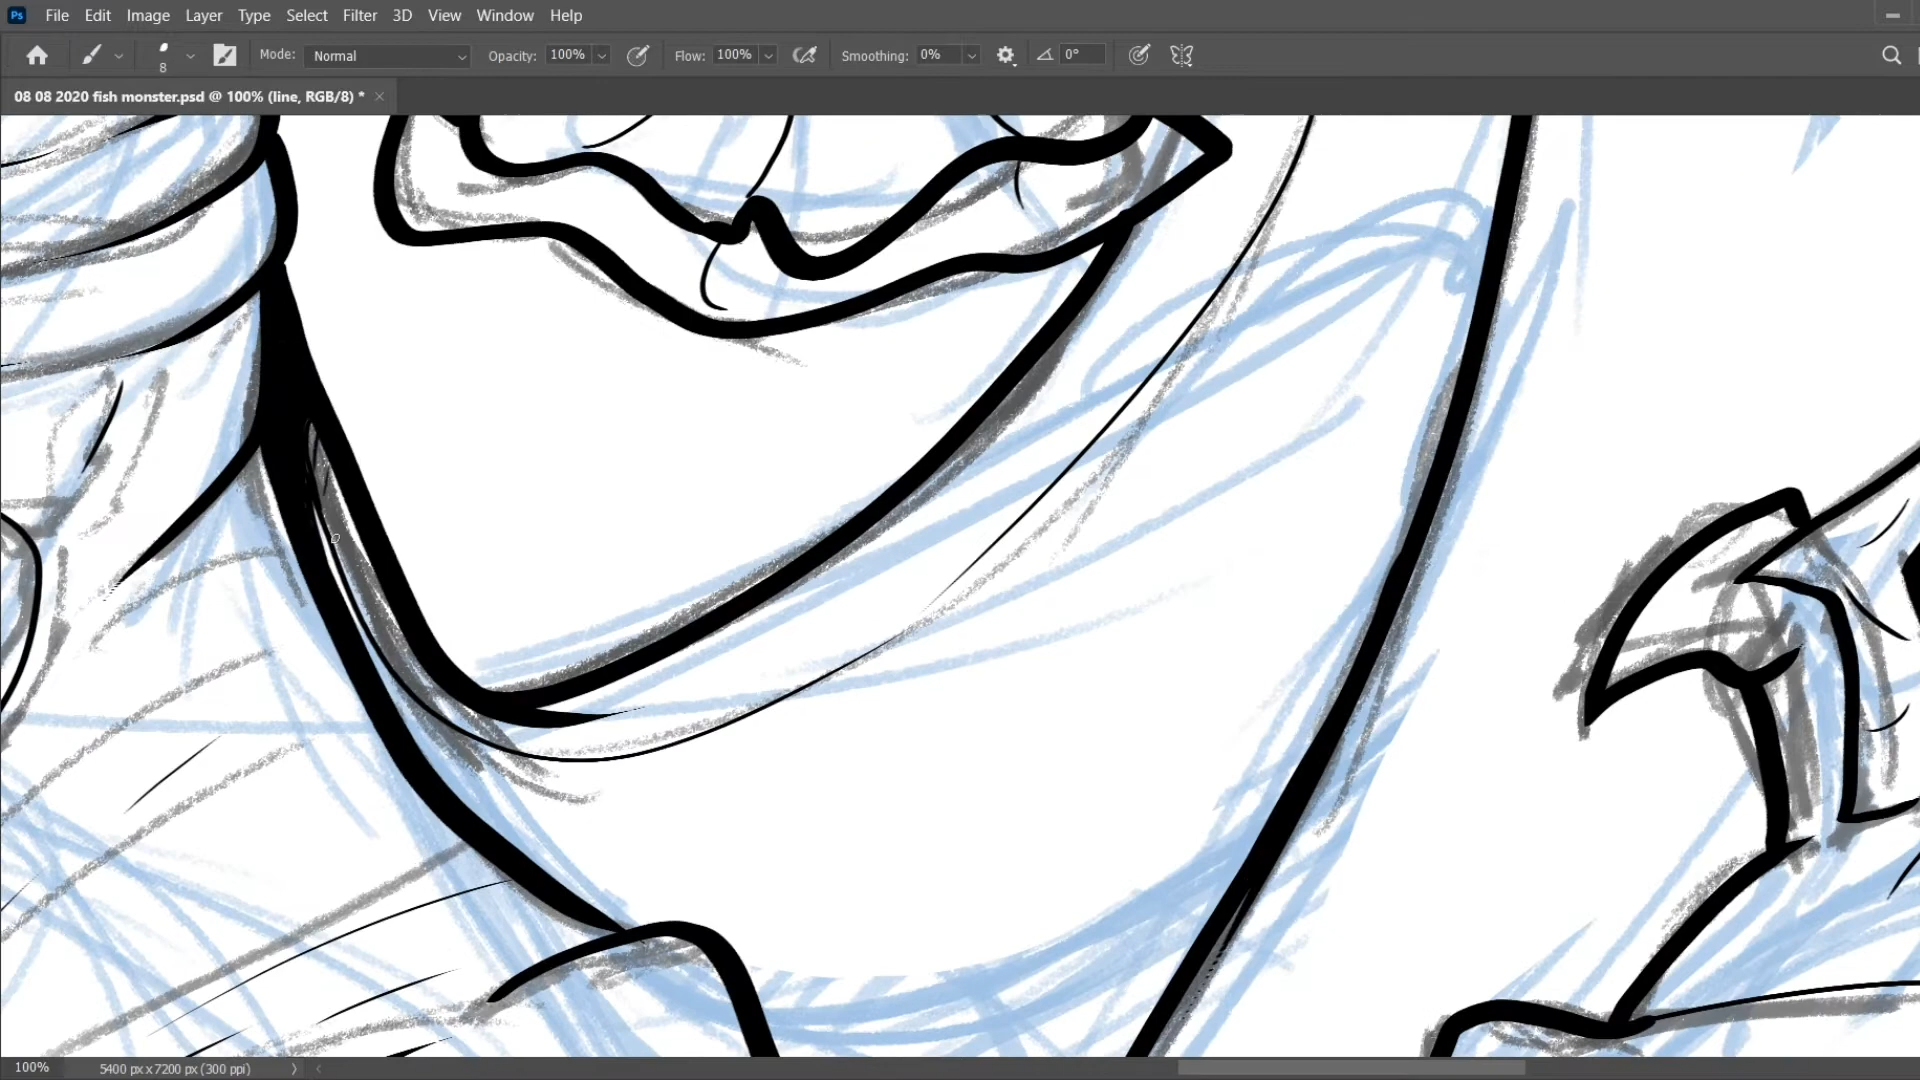 Ps File Edit Image Layer Type Select Filter 3D View Window Help
8 Mode: Normal Opacity: 100% Flow: 100% Smoothing: 0% 0°
08 08 2020 fish monster.psd @ 100% (line, RGB/8) * ×
100% 5400 px x 7200 px (300 ppi)